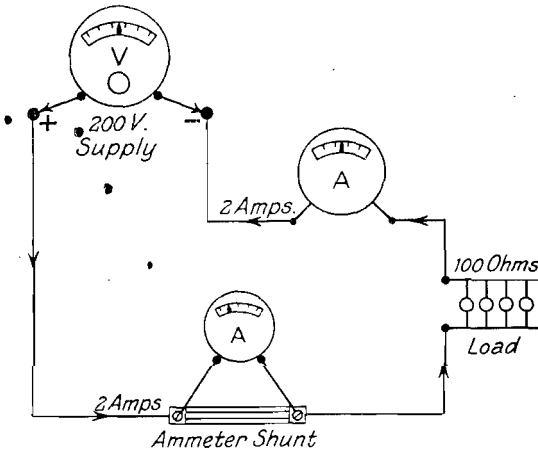 V
+ 200 V. -
Supply
A
2 Amps.
100 Ohms
A
Load
2 Amps
Ammeter Shunt